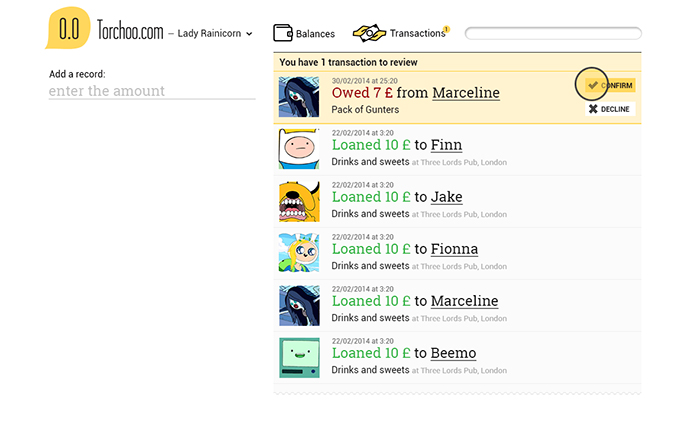 0.0 Torchoo.com – Lady Rainicorn
Balances
Transactions 1
Add a record:
enter the amount
You have 1 transaction to review
30/02/2014 at 25:20
Owed 7 £ from Marceline
Pack of Gunters
CONFIRM
DECLINE
22/02/2014 at 3:20
Loaned 10 £ to Finn
Drinks and sweets at Three Lords Pub, London
22/02/2014 at 3:20
Loaned 10 £ to Jake
Drinks and sweets at Three Lords Pub, London
22/02/2014 at 3:20
Loaned 10 £ to Fionna
Drinks and sweets at Three Lords Pub, London
22/02/2014 at 3:20
Loaned 10 £ to Marceline
Drinks and sweets at Three Lords Pub, London
22/02/2014 at 3:20
Loaned 10 £ to Beemo
Drinks and sweets at Three Lords Pub, London